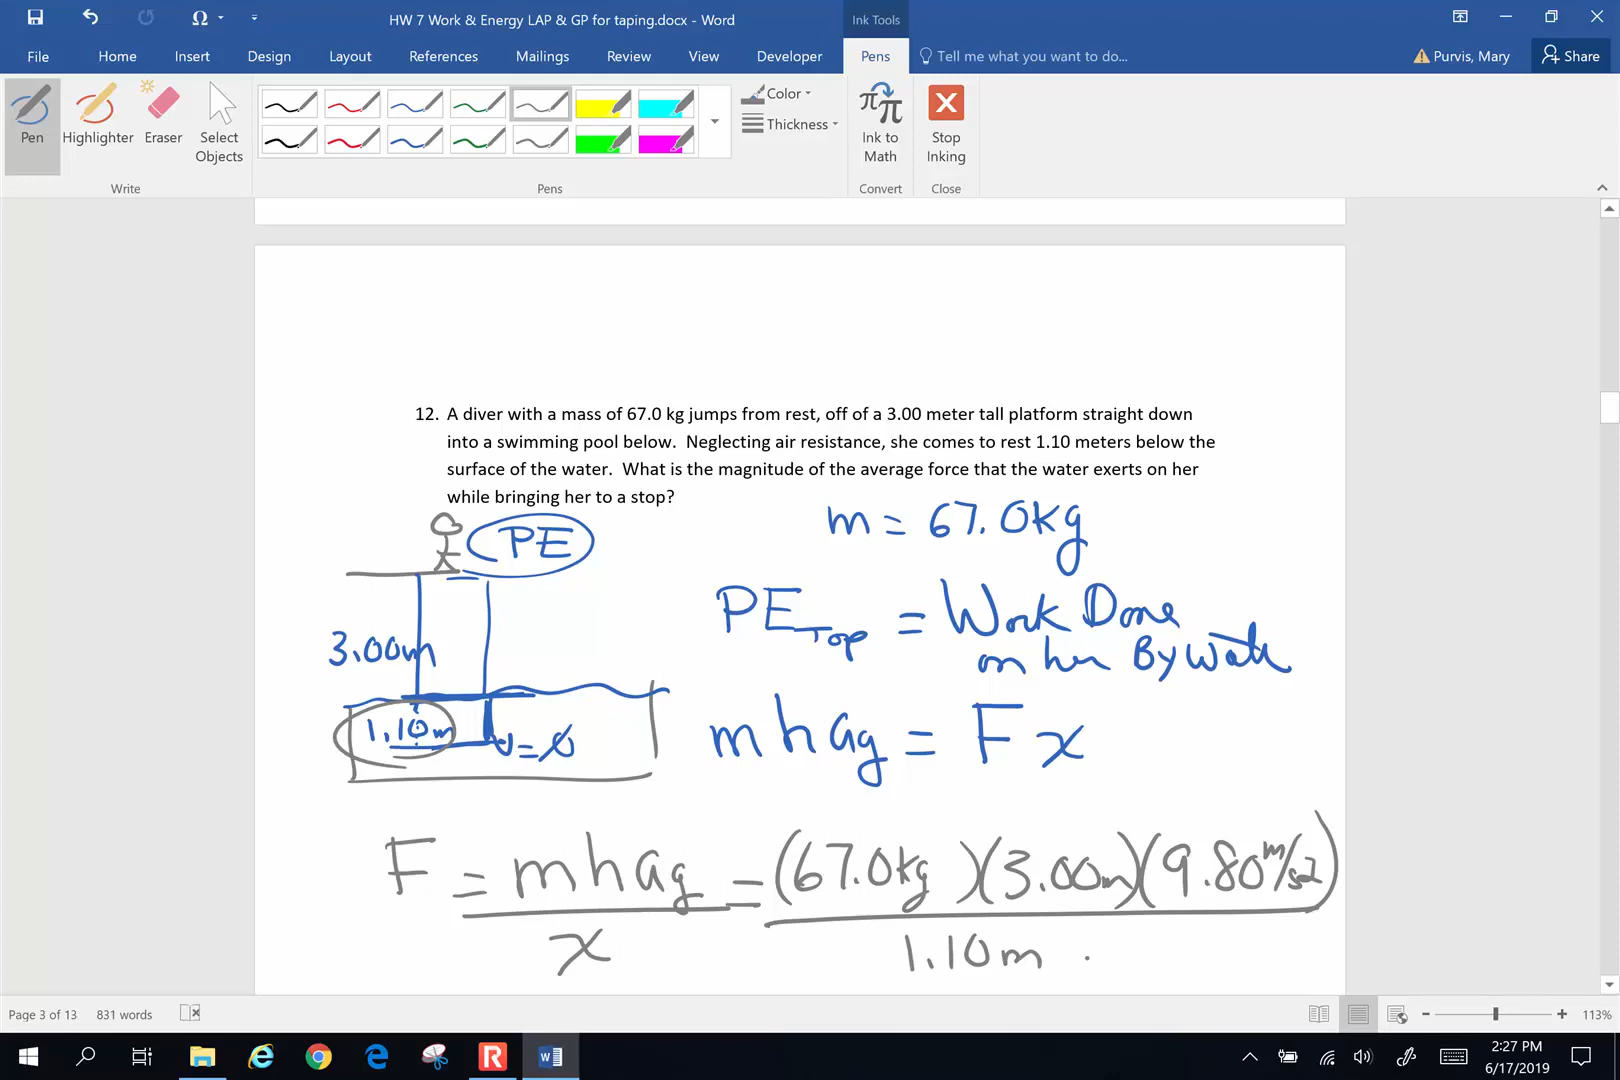 HW 7 Work & Energy LAP & GP for taping.docx - Word
Ink Tools
File
Home
Insert
Design
Layout
References
Mailings
Review
View
Developer
Pens
Tell me what you want to do...
Purvis, Mary
Share
Pen
Highlighter
Eraser
Select Objects
Color
Thickness
Ink to Math
Stop Inking
Write
Pens
Convert
Close
12. A diver with a mass of 67.0 kg jumps from rest, off of a 3.00 meter tall platform straight down
into a swimming pool below. Neglecting air resistance, she comes to rest 1.10 meters below the
surface of the water. What is the magnitude of the average force that the water exerts on her
while bringing her to a stop?
m = 67.0kg
PE
PE Top = Work Done
on her By Water
3.00m
1.10m
v = 0
m h ag = F x
F = m h ag / x = (67.0kg)(3.00m)(9.80 m/s2) / 1.10m
Page 3 of 13
831 words
113%
2:27 PM
6/17/2019